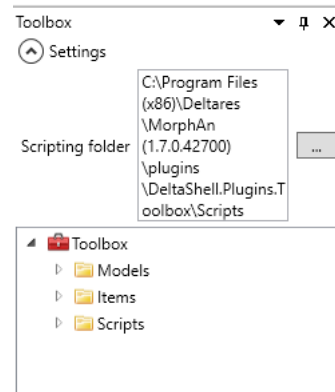 Toolbox
Settings
Scripting folder
C:\Program Files
(x86)\Deltares
\MorphAn
(1.7.0.42700)
\plugins
\DeltaShell.Plugins.T
oolbox\Scripts
...
Toolbox
Models
Items
Scripts